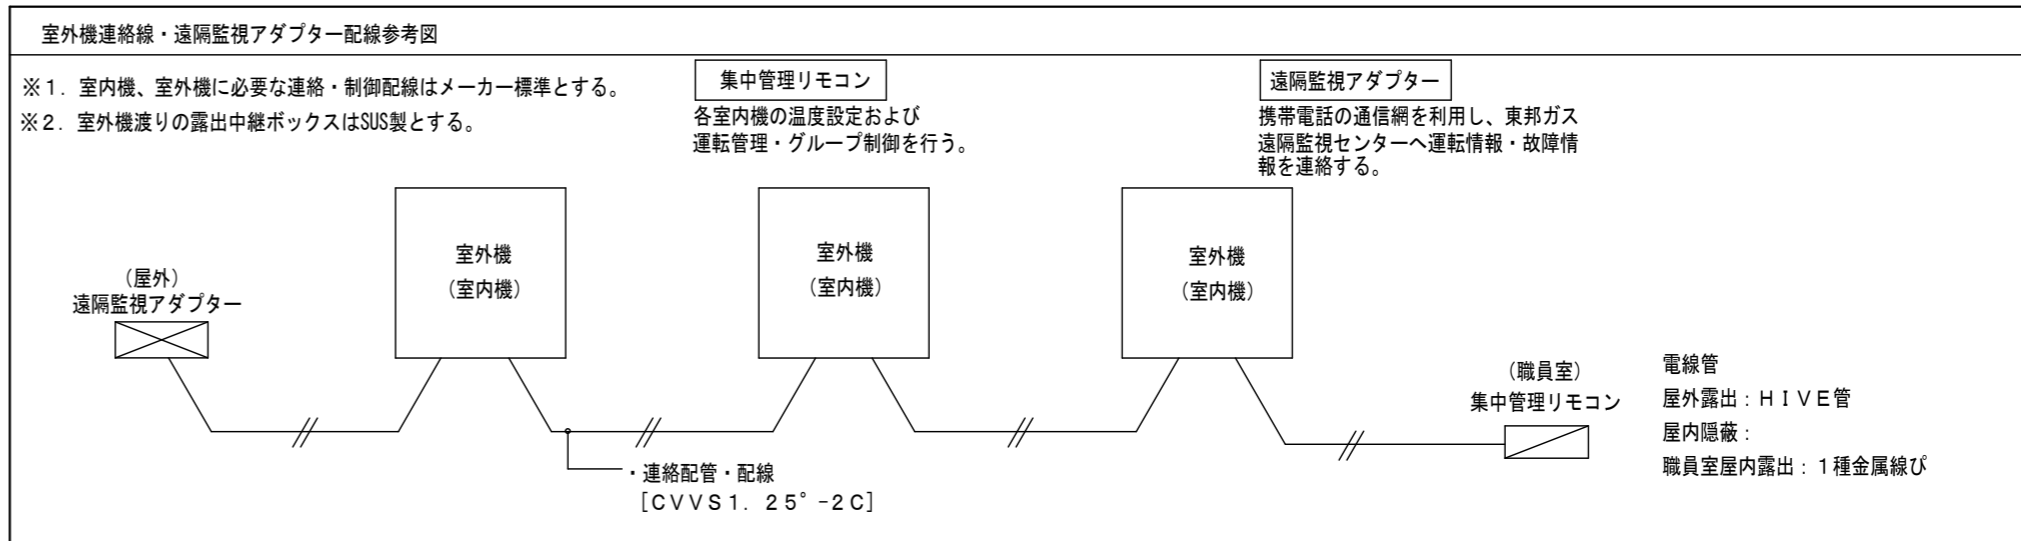 室外機連絡線・遠隔監視アダプター配線参考図
※1. 室内機、室外機に必要な連絡・制御配線はメーカー標準とする。
※2. 室外機渡りの露出中継ボックスはSUS製とする。
集中管理リモコン
各室内機の温度設定および
運転管理・グループ制御を行う。
遠隔監視アダプター
携帯電話の通信網を利用し、東邦ガス
遠隔監視センターへ運転情報・故障情
報を連絡する。
(屋外)
遠隔監視アダプター
室外機
(室内機)
室外機
(室内機)
室外機
(室内機)
・連絡配管・配線
[CVVS1.25°-2C]
(職員室)
集中管理リモコン
電線管
屋外露出:HIVE管
屋内隠蔽:
職員室屋内露出:1種金属線ぴ